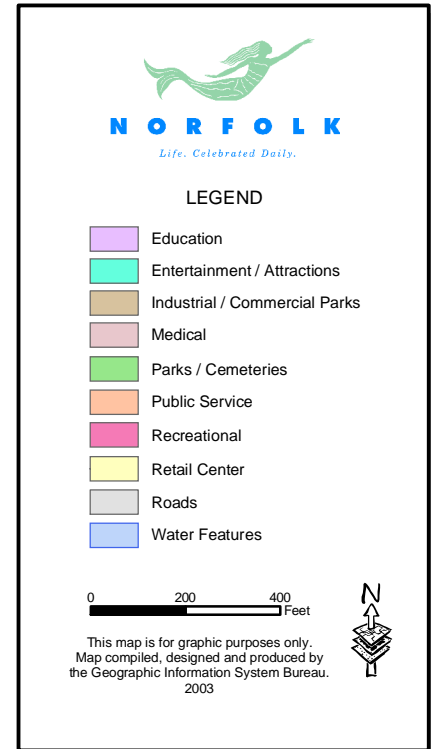 NORFOLK
Life. Celebrated Daily.
LEGEND
Education
Entertainment / Attractions
Industrial / Commercial Parks
Medical
Parks / Cemeteries
Public Service
Recreational
Retail Center
Roads
Water Features
0 200 400
Feet
N
This map is for graphic purposes only.
Map compiled, designed and produced by
the Geographic Information System Bureau.
2003